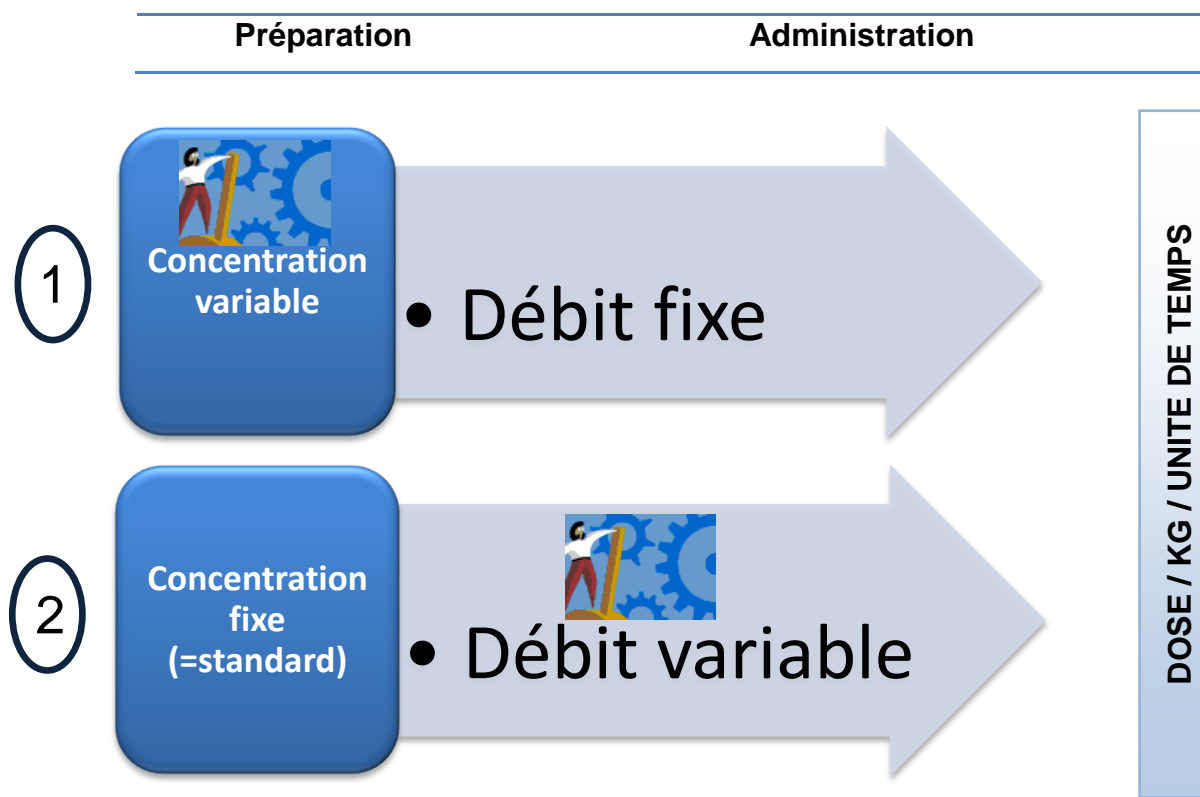 Préparation
Administration
1
Concentration
variable
• Débit fixe
2
Concentration
fixe
(=standard)
• Débit variable
DOSE / KG / UNITE DE TEMPS